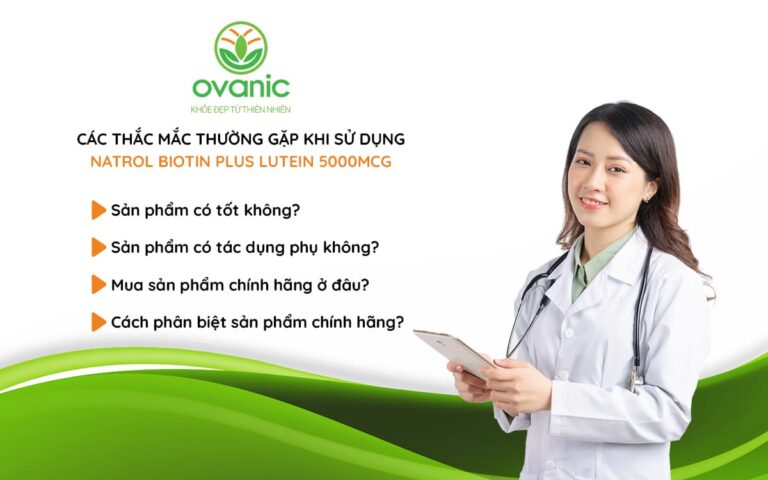 ovanic
KHỎE ĐẸP TỪ THIÊN NHIÊN
CÁC THẮC MẮC THƯỜNG GẶP KHI SỬ DỤNG
NATROL BIOTIN PLUS LUTEIN 5000MCG
Sản phẩm có tốt không?
Sản phẩm có tác dụng phụ không?
Mua sản phẩm chính hãng ở đâu?
Cách phân biệt sản phẩm chính hãng?